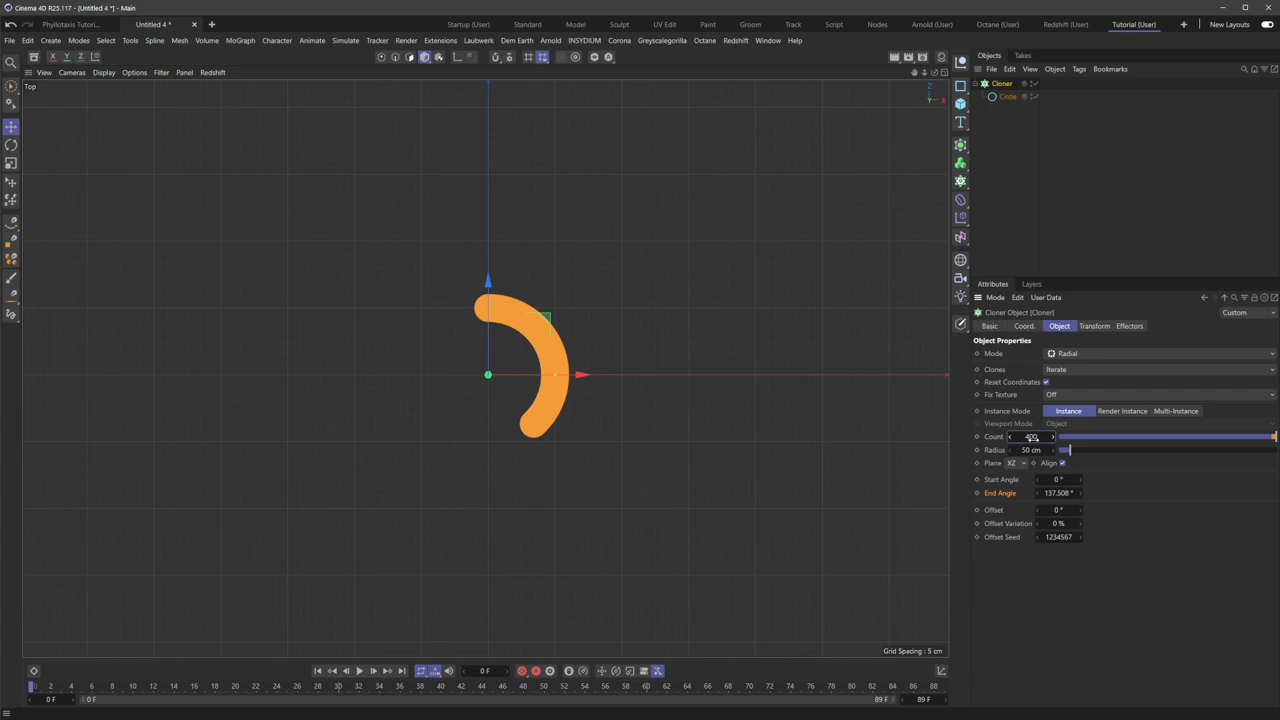 Cinema 4D R25.117 - [Untitled 4 *] - Main
Phyllotaxis Tutori...
Untitled 4 *
Startup (User)
Standard
Model
Sculpt
UV Edit
Paint
Groom
Track
Script
Nodes
Arnold (User)
Octane (User)
Redshift (User)
Tutorial (User)
New Layouts
File Edit Create Modes Select Tools Spline Mesh Volume MoGraph Character Animate Simulate Tracker Render Extensions Laubwerk Dem Earth Arnold INSYDIUM Corona Greyscalegorilla Octane Redshift Window Help
X Y Z
View Cameras Display Options Filter Panel Redshift
Top
Z
Y X
Grid Spacing : 5 cm
Objects Takes
File Edit View Object Tags Bookmarks
Cloner
Circle
Attributes Layers
Mode Edit User Data
Cloner Object [Cloner]
Custom
Basic Coord. Object Transform Effectors
Object Properties
Mode Radial
Clones Iterate
Reset Coordinates
Fix Texture Off
Instance Mode Instance Render Instance Multi-Instance
Viewport Mode Object
Count 400
Radius 50 cm
Plane XZ Align
Start Angle 0 °
End Angle 137.508 °
Offset 0 °
Offset Variation 0 %
Offset Seed 1234567
0 F
0 2 4 6 8 10 12 14 16 18 20 22 24 26 28 30 32 34 36 38 40 42 44 46 48 50 52 54 56 58 60 62 64 66 68 70 72 74 76 78 80 82 84 86 88
0 F
0 F
89 F
89 F